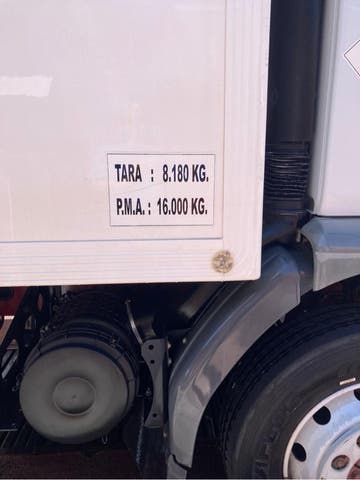 TARA : 8.180 KG.
P.M.A. : 16.000 KG.